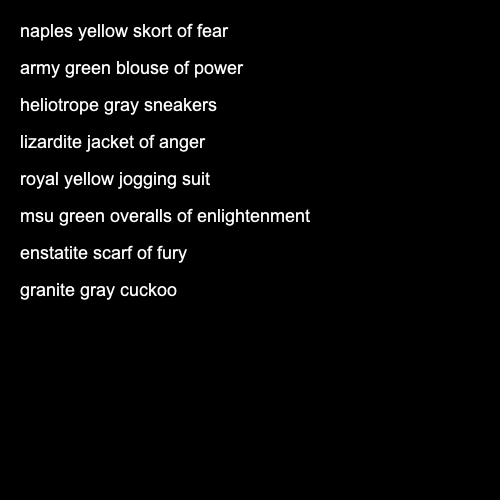 naples yellow skort of fear
army green blouse of power
heliotrope gray sneakers
lizardite jacket of anger
royal yellow jogging suit
msu green overalls of enlightenment
enstatite scarf of fury
granite gray cuckoo